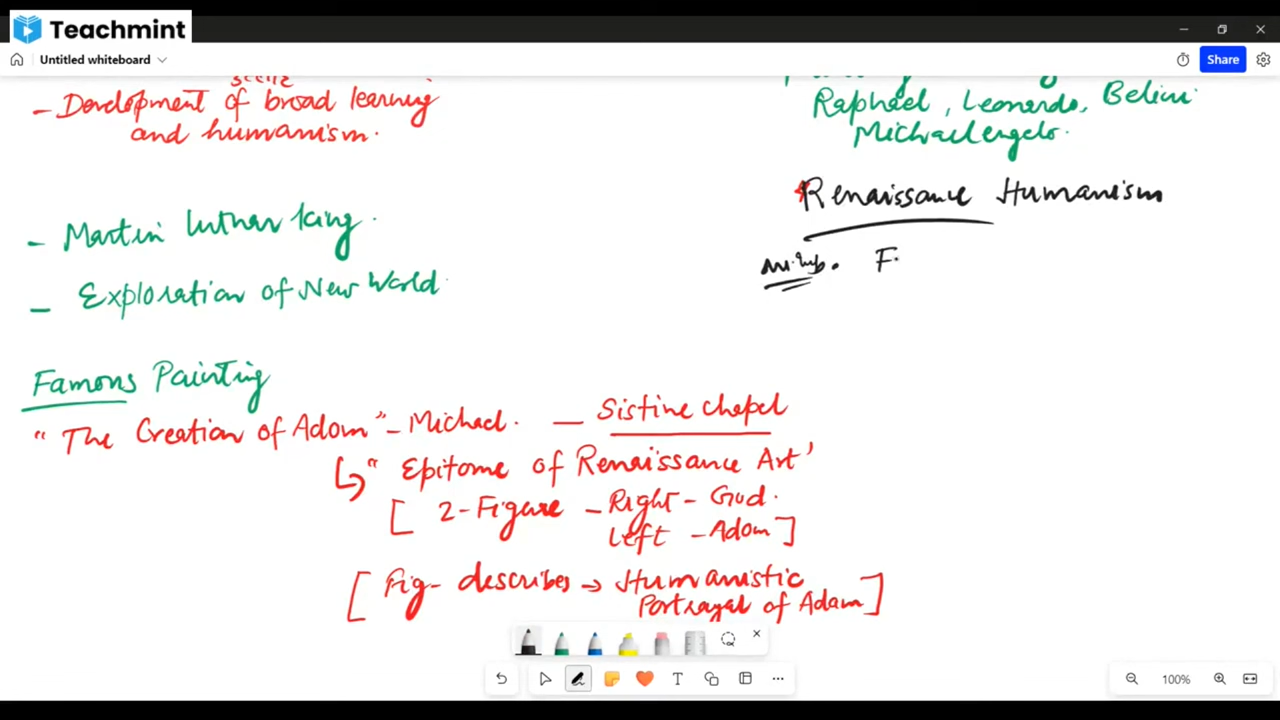 Teachmint
Untitled whiteboard
Share
- Development of broad learning
and humanism.
- Martin luther king.
- Exploration of New World
Raphael, Leonardo, Belini
Michaelengelo.
Renaissance Humanism
F
Famous Painting
"The Creation of Adam" - Michael. - Sistine chapel
"Epitome of Renaissance Art'
[ 2-Figure - Right - God.
left - Adam ]
[ Fig- describes → Humanistic
Portrayal of Adam ]
T
100%